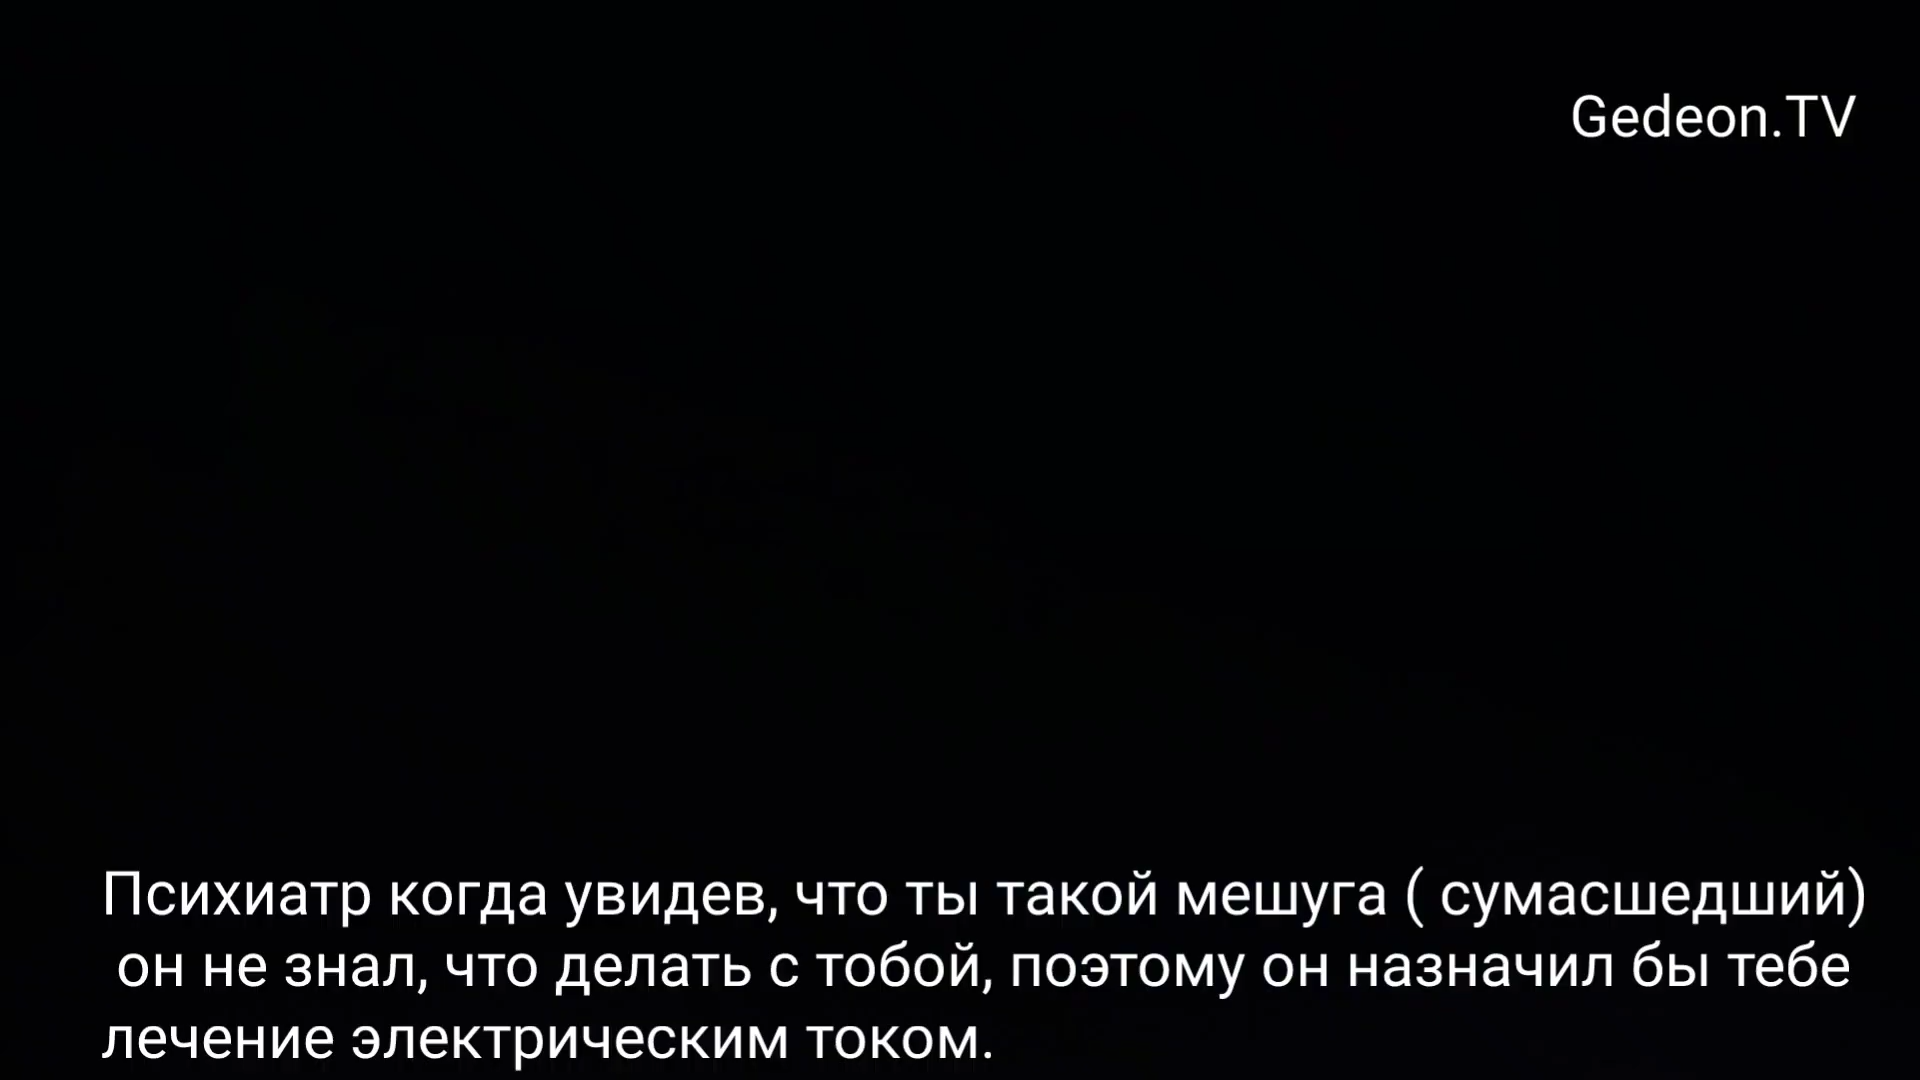 Gedeon.TV
Психиатр когда увидев, что ты такой мешуга ( сумасшедший)
он не знал, что делать с тобой, поэтому он назначил бы тебе
лечение электрическим током.